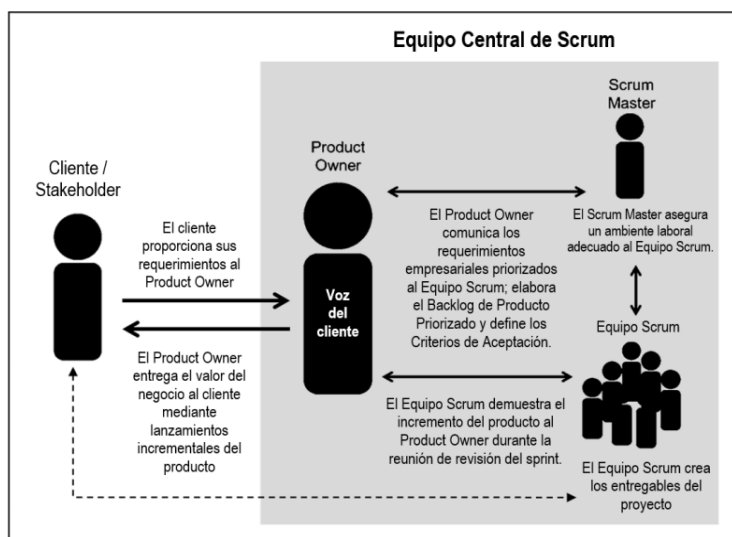 Equipo Central de Scrum
Cliente /
Stakeholder
El cliente
proporciona sus
requerimientos al
Product Owner
El Product Owner
entrega el valor del
negocio al cliente
mediante
lanzamientos
incrementales del
producto
Product
Owner
Voz
del
cliente
El Product Owner
comunica los
requerimientos
empresariales priorizados
al Equipo Scrum; elabora
el Backlog de Producto
Priorizado y define los
Criterios de Aceptación.
El Equipo Scrum demuestra el
incremento del producto al
Product Owner durante la
reunión de revisión del sprint.
Scrum
Master
El Scrum Master asegura
un ambiente laboral
adecuado al Equipo Scrum.
Equipo Scrum
El Equipo Scrum crea
los entregables del
proyecto